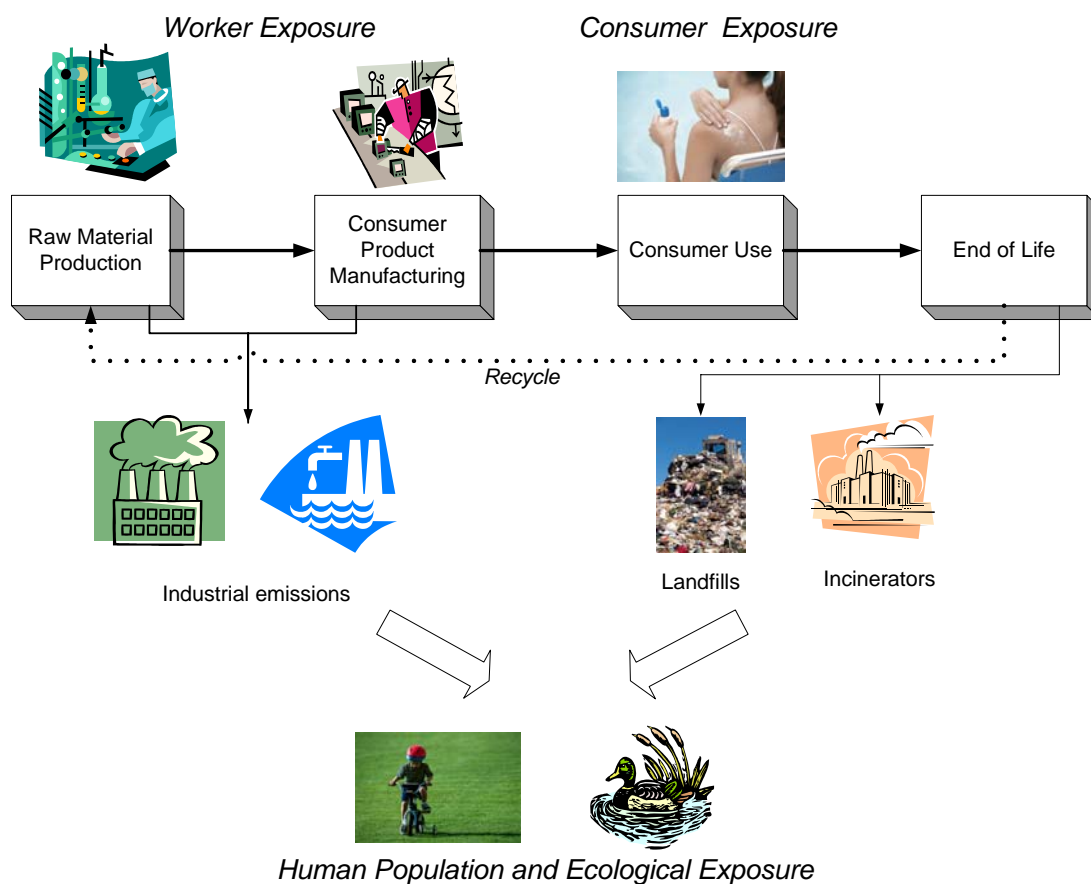 Worker Exposure
Consumer Exposure
Raw Material
Production
Consumer
Product
Manufacturing
Consumer Use
End of Life
Recycle
Industrial emissions
Landfills
Incinerators
Human Population and Ecological Exposure